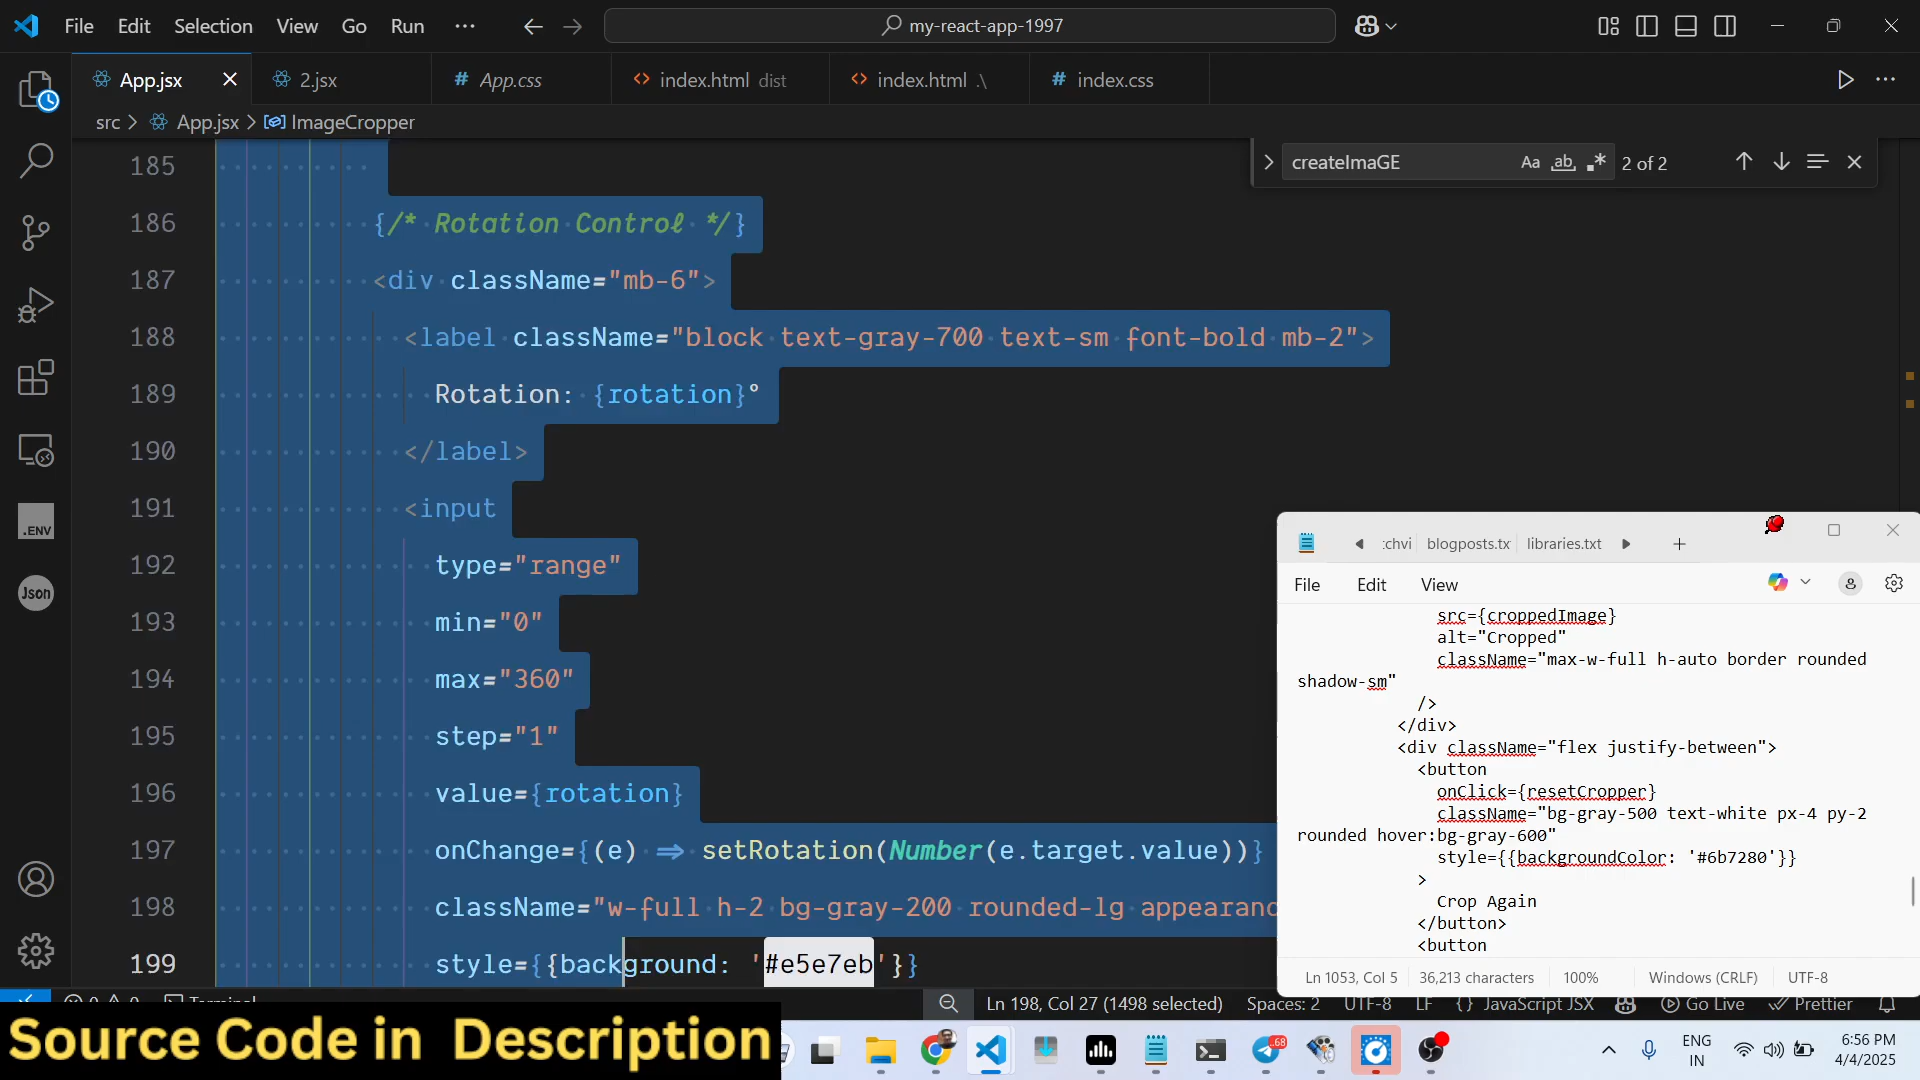 File Edit Selection View Go Run ··· my-react-app-1997
App.jsx 2.jsx # App.css <> index.html dist <> index.html .\ # index.css
src > App.jsx > ImageCropper
createImaGE Aa ab 2 of 2
185
186 {/* Rotation Control */}
187 <div className="mb-6">
188 <label className="block text-gray-700 text-sm font-bold mb-2">
189 Rotation: {rotation}°
190 </label>
191 <input
192 type="range"
193 min="0"
194 max="360"
195 step="1"
196 value={rotation}
197 onChange={(e) => setRotation(Number(e.target.value))}
198 className="w-full h-2 bg-gray-200 rounded-lg appearanc
199 style={{background: '#e5e7eb'}}
.ENV
Json
:chvi blogposts.tx libraries.txt +
File Edit View
src={croppedImage}
alt="Cropped"
className="max-w-full h-auto border rounded
shadow-sm"
/>
</div>
<div className="flex justify-between">
<button
onClick={resetCropper}
className="bg-gray-500 text-white px-4 py-2
rounded hover:bg-gray-600"
style={{backgroundColor: '#6b7280'}}
>
Crop Again
</button>
<button
Ln 1053, Col 5 36,213 characters 100% Windows (CRLF) UTF-8
Ln 198, Col 27 (1498 selected) Spaces: 2 UTF-8 LF {} JavaScript JSX Go Live Prettier
Source Code in Description
68
ENG
IN
6:56 PM
4/4/2025